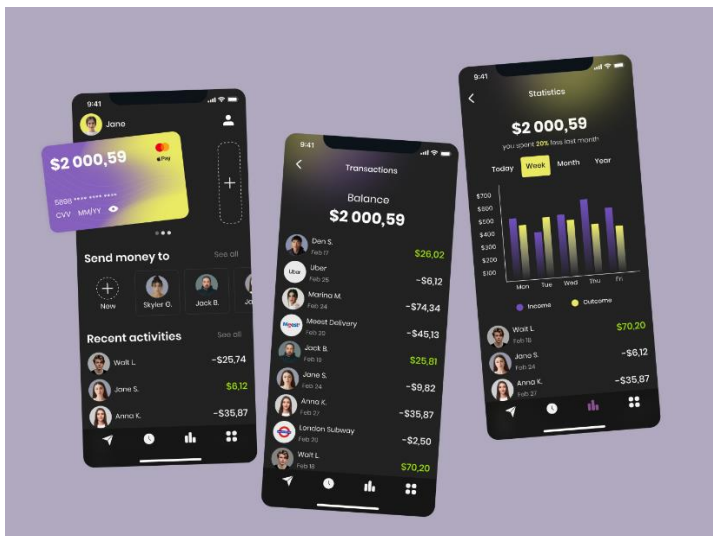 9:41
Jane
$2 000,59
Pay
5898 **** **** ****
CVV MM/YY
Send money to
See all
New
Skyler G.
Jack B.
Recent activities
See all
Walt L.
-$25,74
Jane S.
$6,12
Anna K.
-$35,87
9:41
Transactions
Balance
$2 000,59
Den S.
Feb 17
$26,02
Uber
Uber
Feb 25
-$6,12
Marina M.
Feb 24
-$74,34
Meest
Meest Delivery
Feb 20
-$45,13
Jack B.
Feb 19
$25,81
Jane S.
Feb 24
-$9,82
Anna K.
Feb 27
-$35,87
London Subway
Feb 20
-$2,50
Walt L.
Feb 18
$70,20
9:41
Statistics
$2 000,59
you spent 20% less last month
Today Week Month Year
$700
$600
$500
$400
$300
$200
$100
Mon Tue Wed Thu Fri
Income Outcome
Walt L.
Feb 18
$70,20
Jane S.
Feb 24
-$6,12
Anna K.
Feb 27
-$35,87